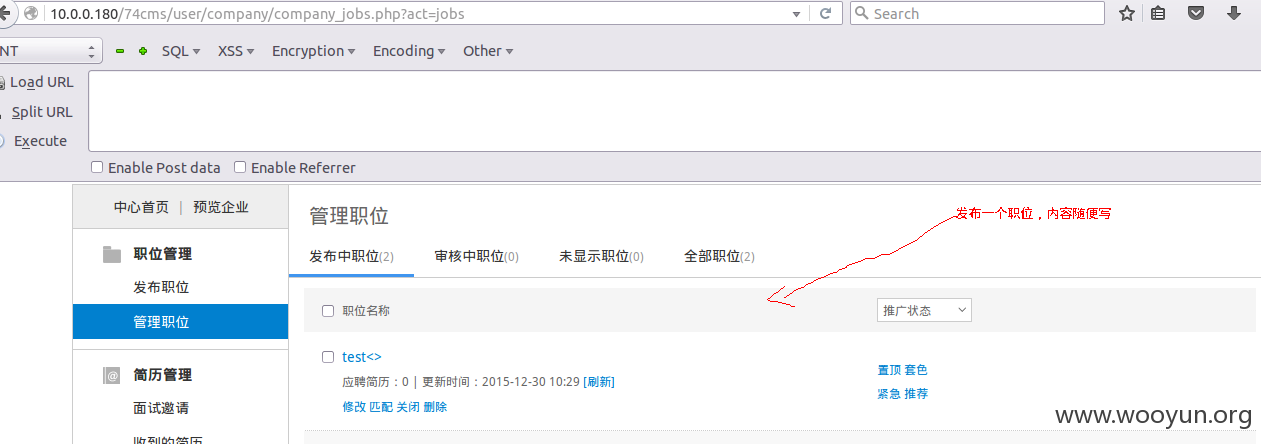 10.0.0.180/74cms/user/company/company_jobs.php?act=jobs
Search
NT
SQL
XSS
Encryption
Encoding
Other
Load URL
Split URL
Execute
Enable Post data
Enable Referrer
中心首页 | 预览企业
职位管理
发布职位
管理职位
简历管理
面试邀请
收到的简历
管理职位
发布一个职位，内容随便写
发布中职位(2)
审核中职位(0)
未显示职位(0)
全部职位(2)
职位名称
推广状态
test<>
应聘简历：0 | 更新时间：2015-12-30 10:29 [刷新]
修改 匹配 关闭 删除
置顶 套色
紧急 推荐
www.wooyun.org